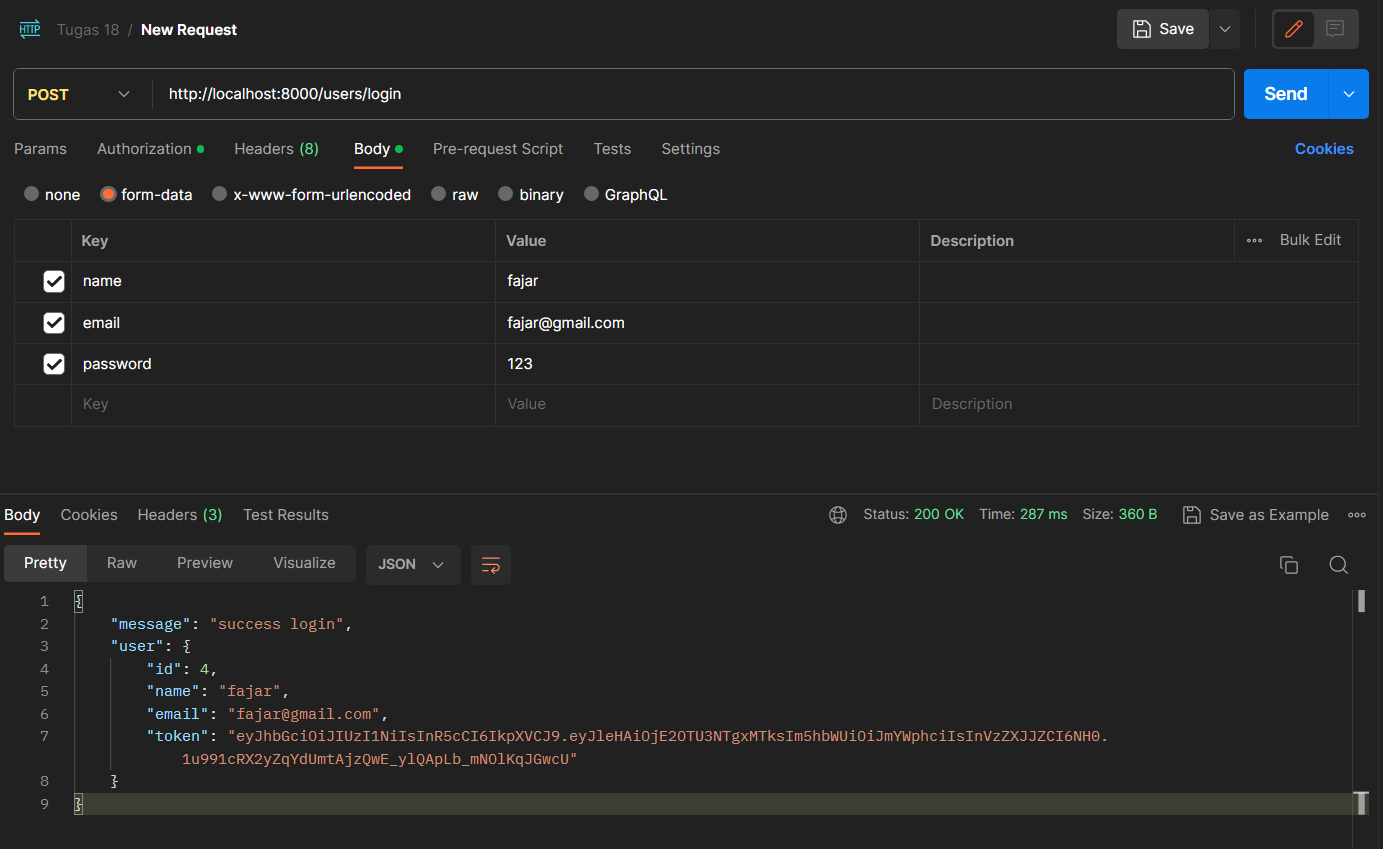 HTTP Tugas 18 / New Request Save
POST http://localhost:8000/users/login Send
Params Authorization Headers (8) Body Pre-request Script Tests Settings Cookies
none form-data x-www-form-urlencoded raw binary GraphQL
Key Value Description ••• Bulk Edit
name fajar
email fajar@gmail.com
password 123
Key Value Description
Body Cookies Headers (3) Test Results Status: 200 OK Time: 287 ms Size: 360 B Save as Example
Pretty Raw Preview Visualize JSON
1 {
2 "message": "success login",
3 "user": {
4 "id": 4,
5 "name": "fajar",
6 "email": "fajar@gmail.com",
7 "token": "eyJhbGciOiJIUzI1NiIsInR5cCI6IkpXVCJ9.eyJleHAiOjE2OTU3NTgxMTksIm5hbWUiOiJmYWphciIsInVzZXJJZCI6NH0.
1u991cRX2yZqYdUmtAjzQwE_ylQApLb_mNOlKqJGwcU"
8 }
9 }